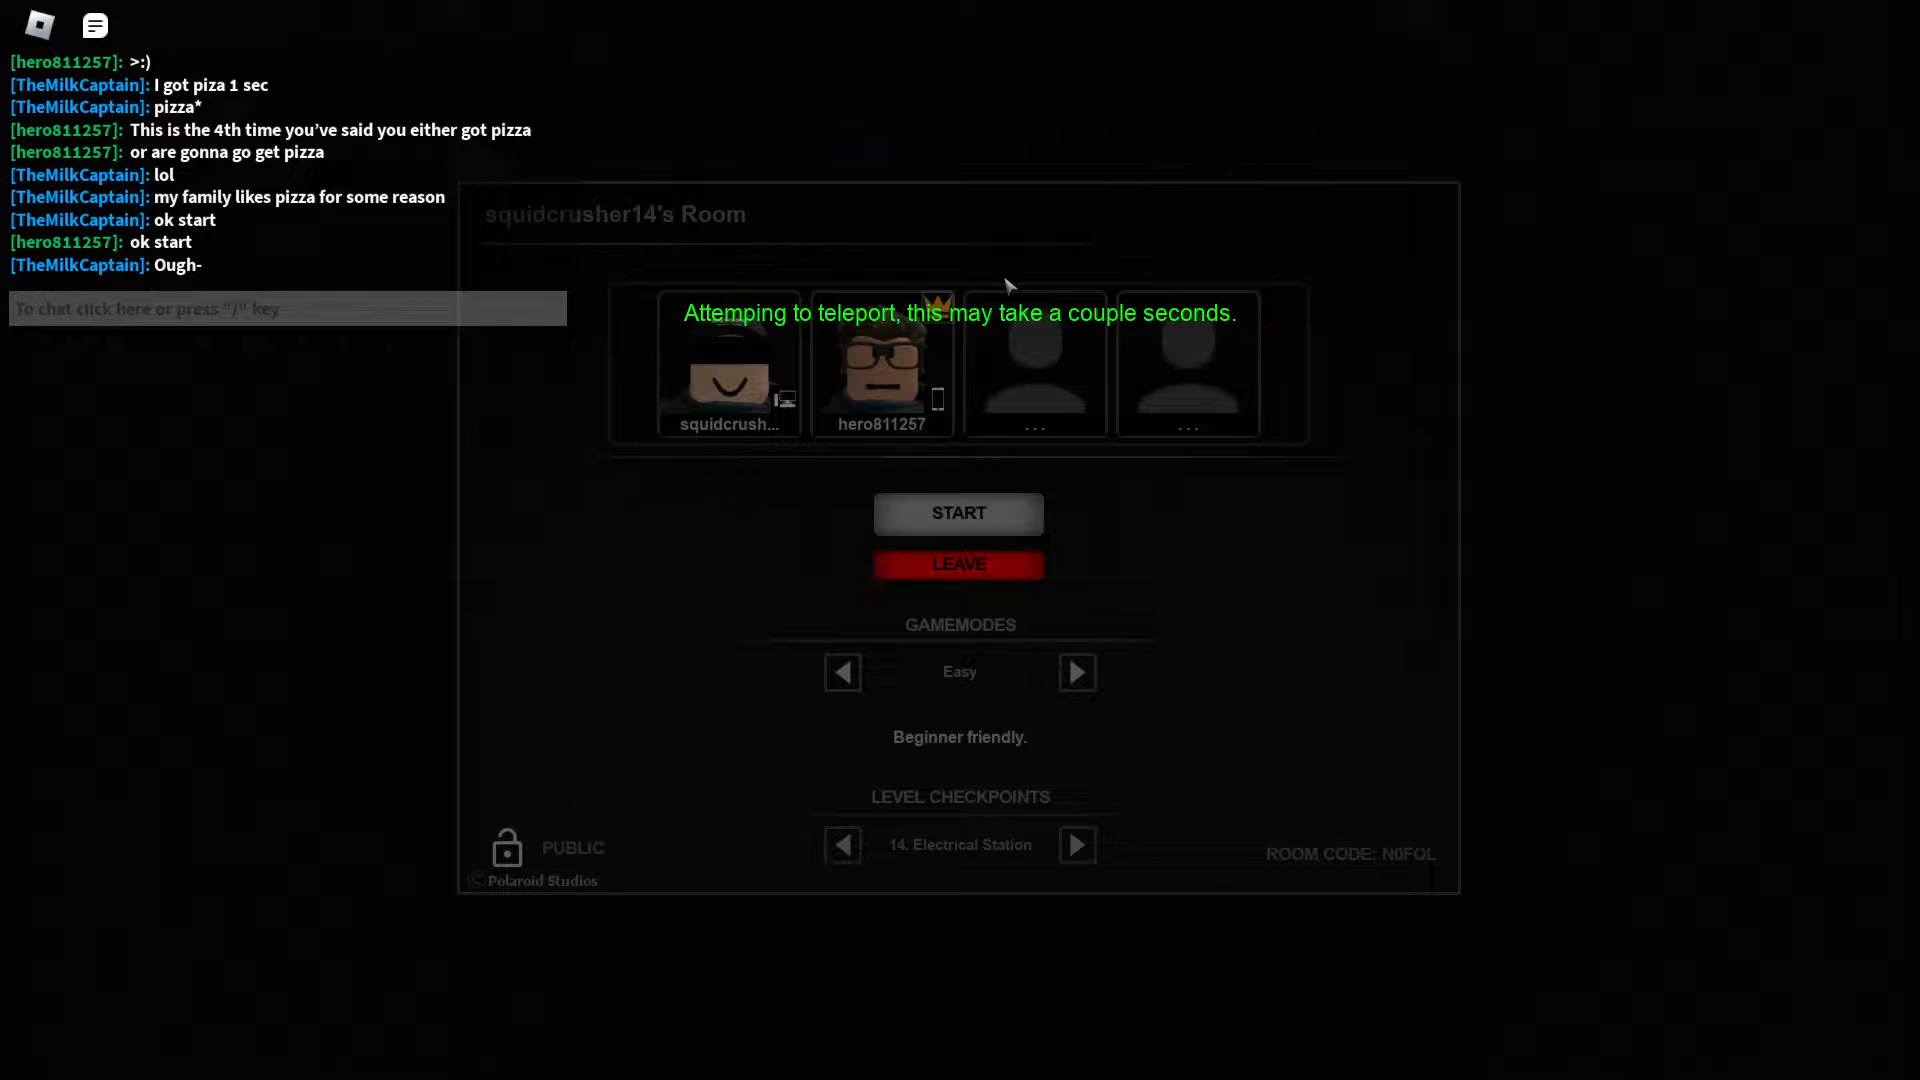 [hero811257]: >:)
[TheMilkCaptain]: I got piza 1 sec
[TheMilkCaptain]: pizza*
[hero811257]: This is the 4th time you’ve said you either got pizza
[hero811257]: or are gonna go get pizza
[TheMilkCaptain]: lol
[TheMilkCaptain]: my family likes pizza for some reason
[TheMilkCaptain]: ok start
[hero811257]: ok start
[TheMilkCaptain]: Ough-
To chat click here or press "/" key
squidcrusher14's Room
Attemping to teleport, this may take a couple seconds.
squidcrush... hero811257 ... ...
START
LEAVE
GAMEMODES
Easy
Beginner friendly.
LEVEL CHECKPOINTS
PUBLIC 14. Electrical Station ROOM CODE: N0FQL
© Polaroid Studios